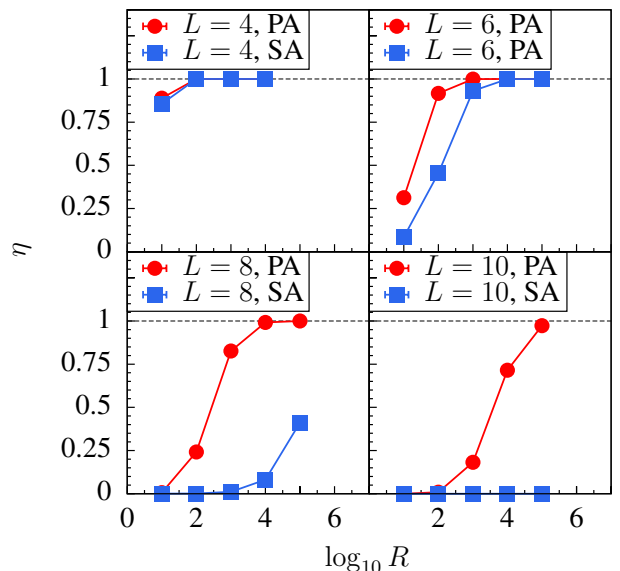 L = 4, PA
L = 4, SA
L = 6, PA
L = 6, PA
1
0.75
0.5
0.25
0
η
L = 8, PA
L = 8, SA
L = 10, PA
L = 10, SA
1
0.75
0.5
0.25
0
0 2 4 6 2 4 6
log₁₀ R